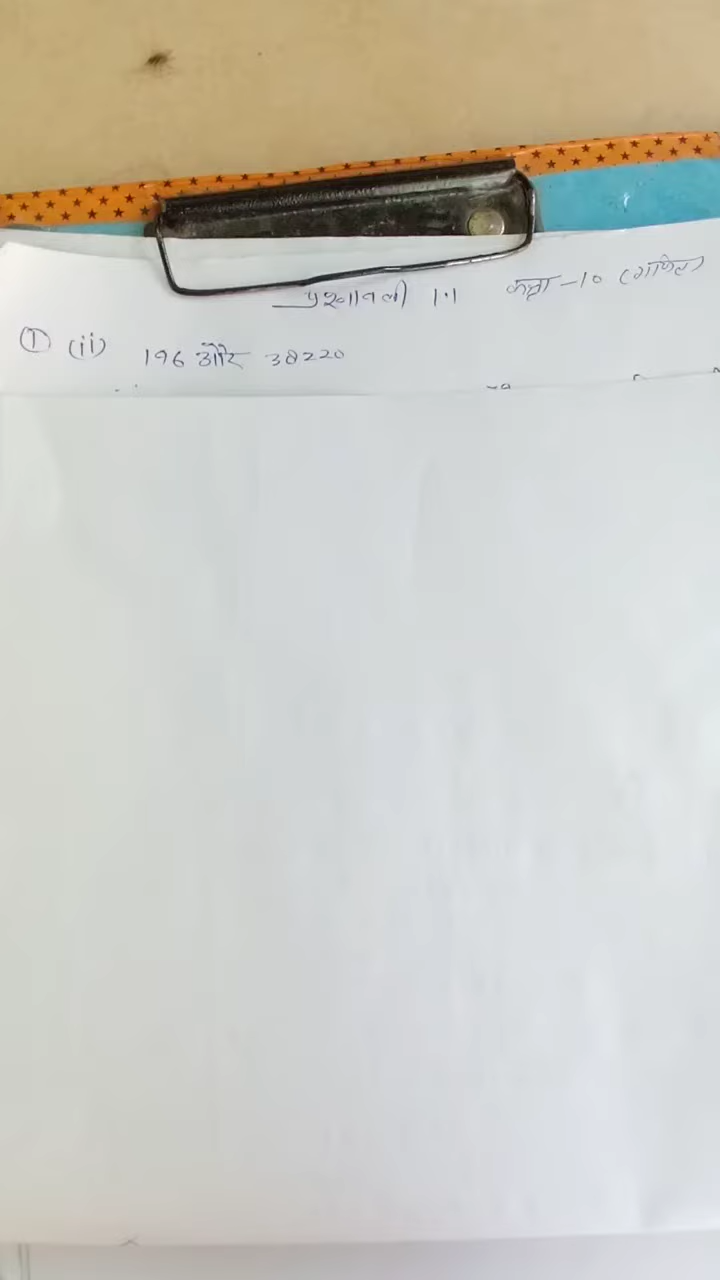 प्रश्नावली 1.1 कक्षा-10 (गणित)
① (ii) 196 और 38220